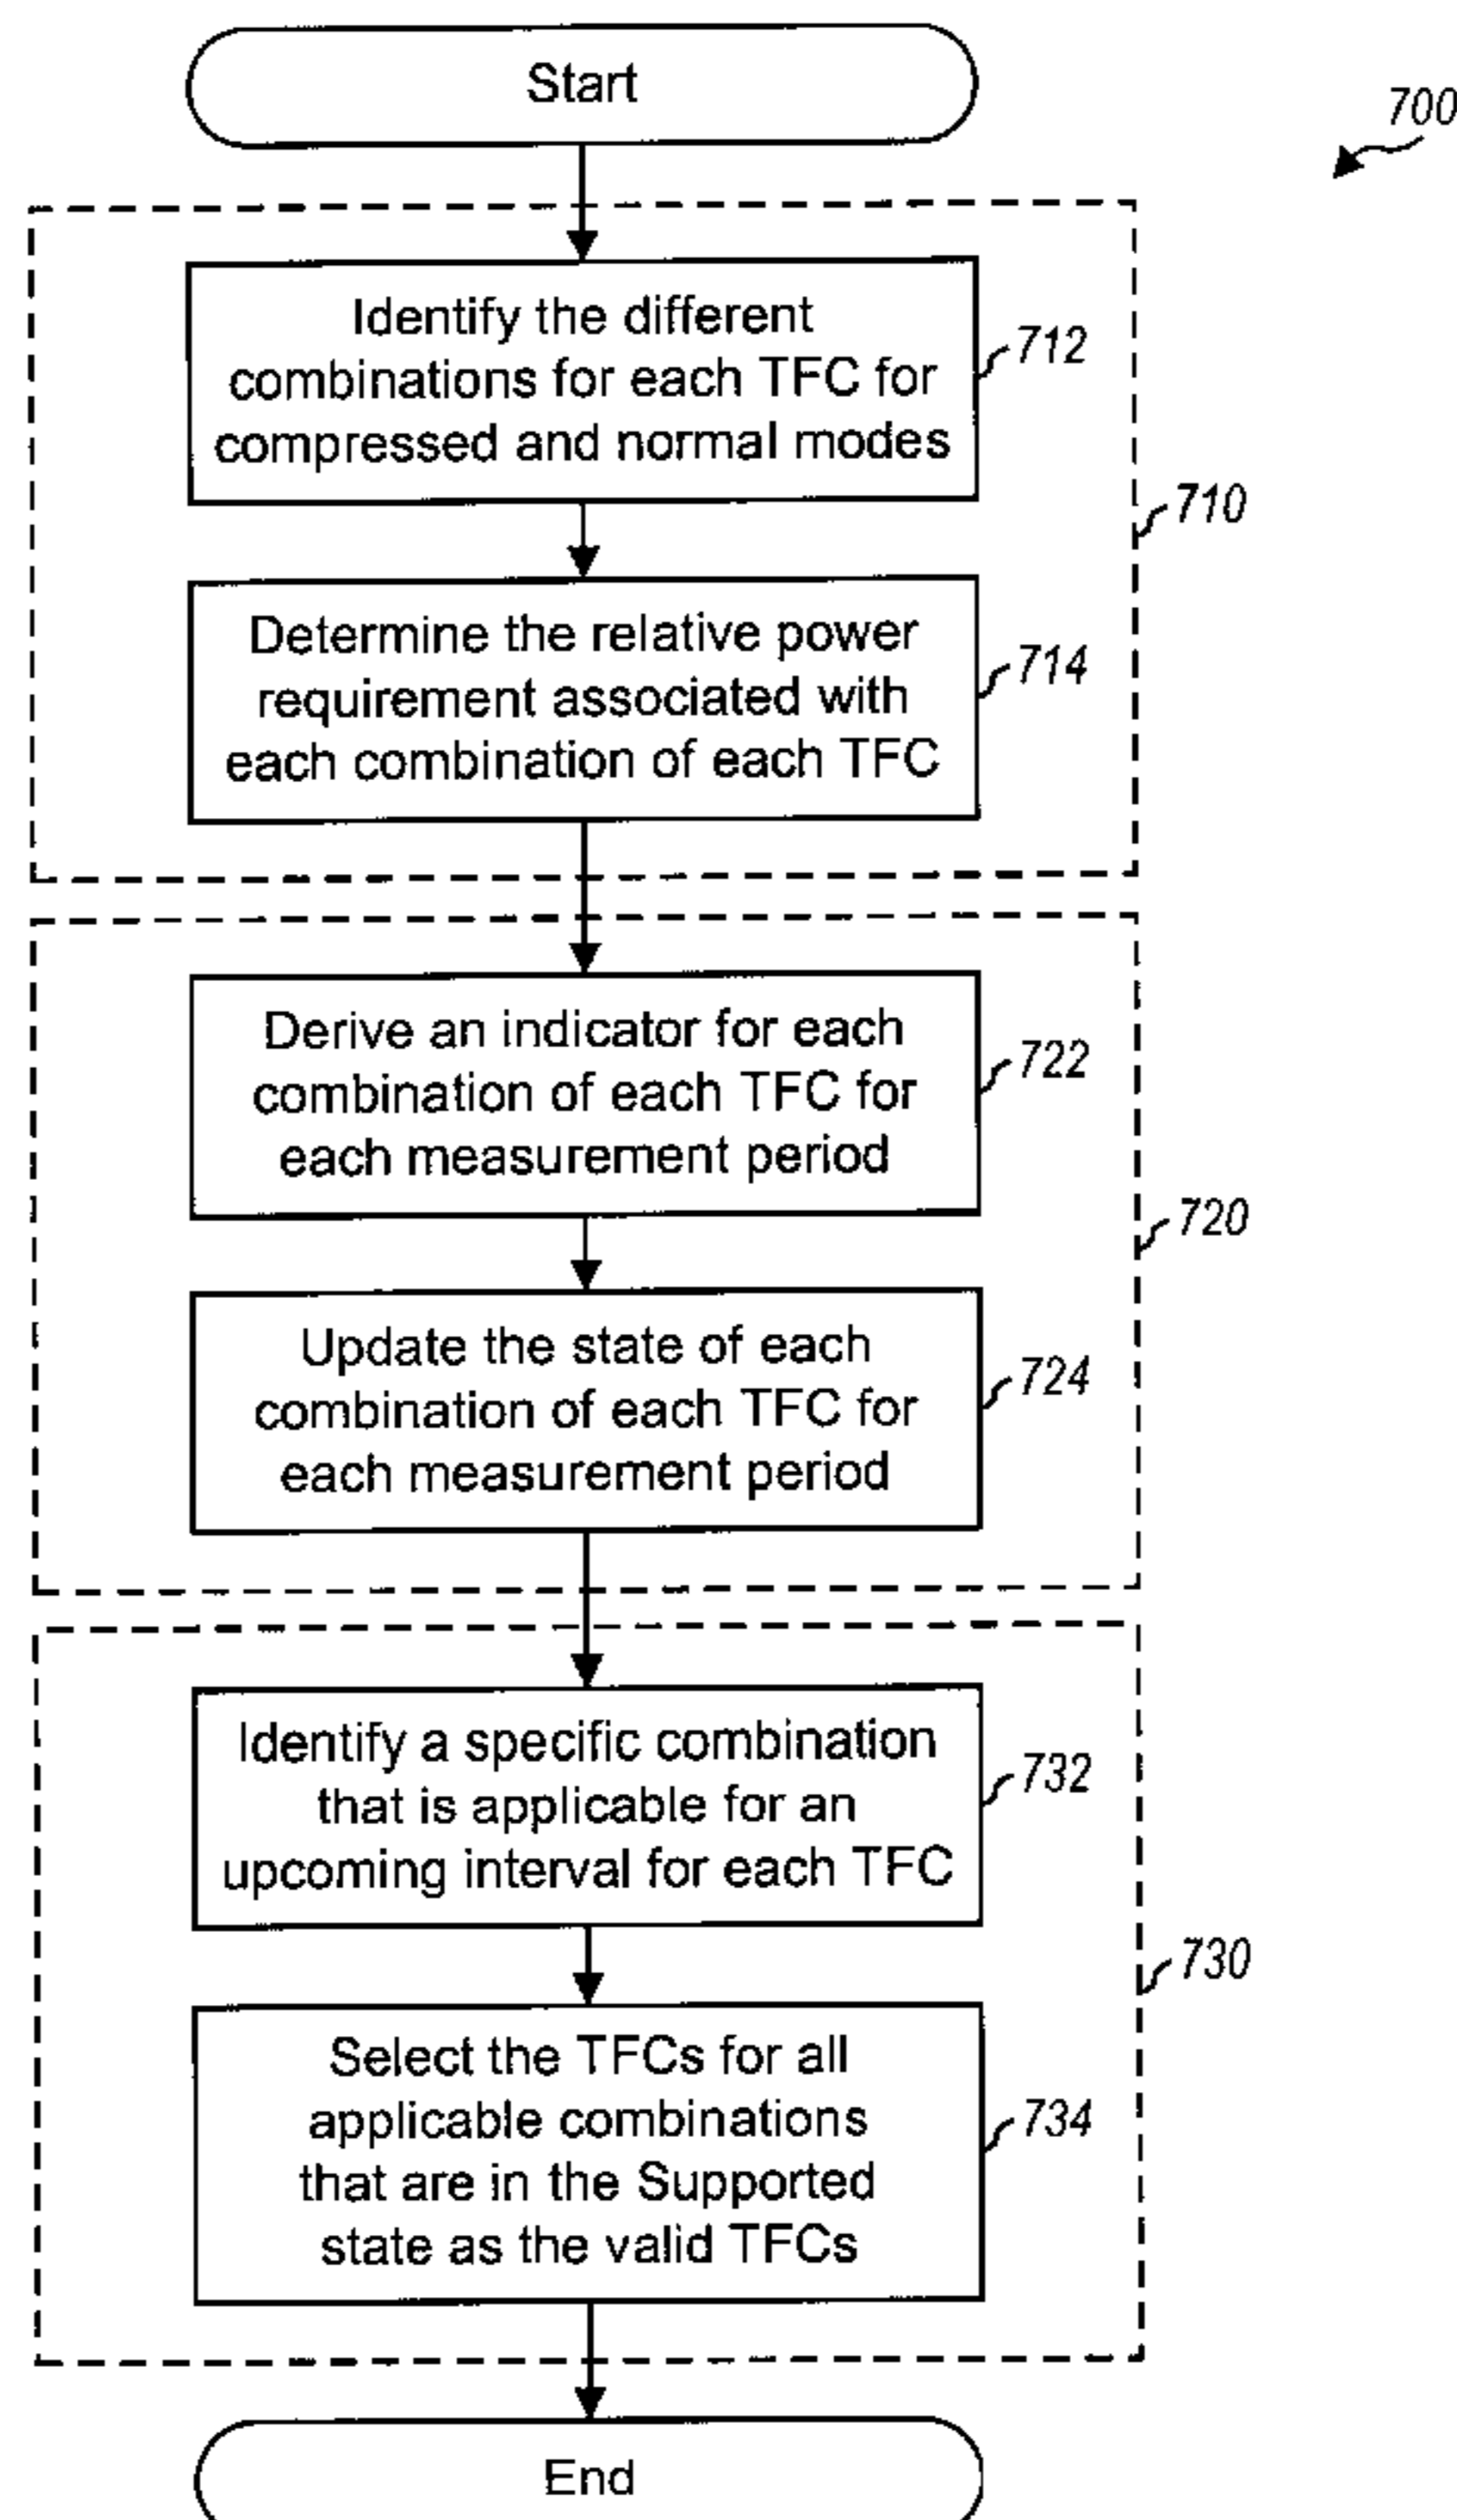 Start
700
Identify the different
combinations for each TFC for
compressed and normal modes
712
710
Determine the relative power
requirement associated with
each combination of each TFC
714
Derive an indicator for each
combination of each TFC for
each measurement period
722
720
Update the state of each
combination of each TFC for
each measurement period
724
Identify a specific combination
that is applicable for an
upcoming interval for each TFC
732
730
Select the TFCs for all
applicable combinations
that are in the Supported
state as the valid TFCs
734
End